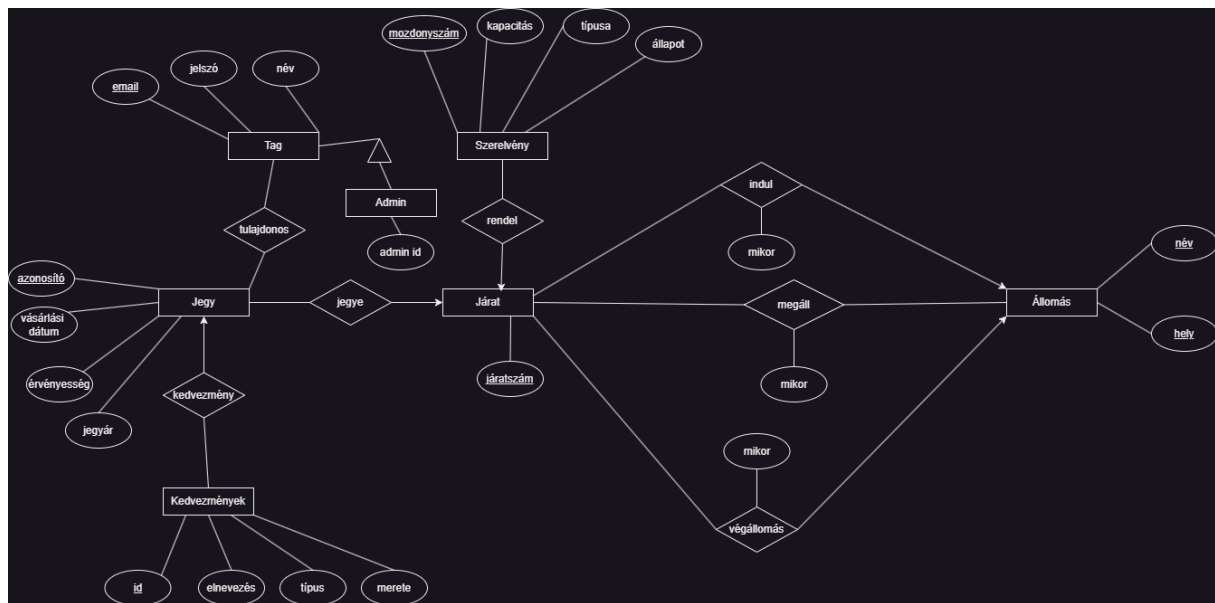 mozdonyszám
kapacitás
típusa
állapot
email
jelszó
név
Tag
Szerelvény
Admin
indul
tulajdonos
rendel
admin id
mikor
név
azonosító
Jegy
jegye
Járat
megáll
Állomás
vásárlási
dátum
hely
érvényesség
kedvezmény
járatszám
mikor
jegyár
mikor
Kedvezmények
végállomás
id
elnevezés
típus
merete